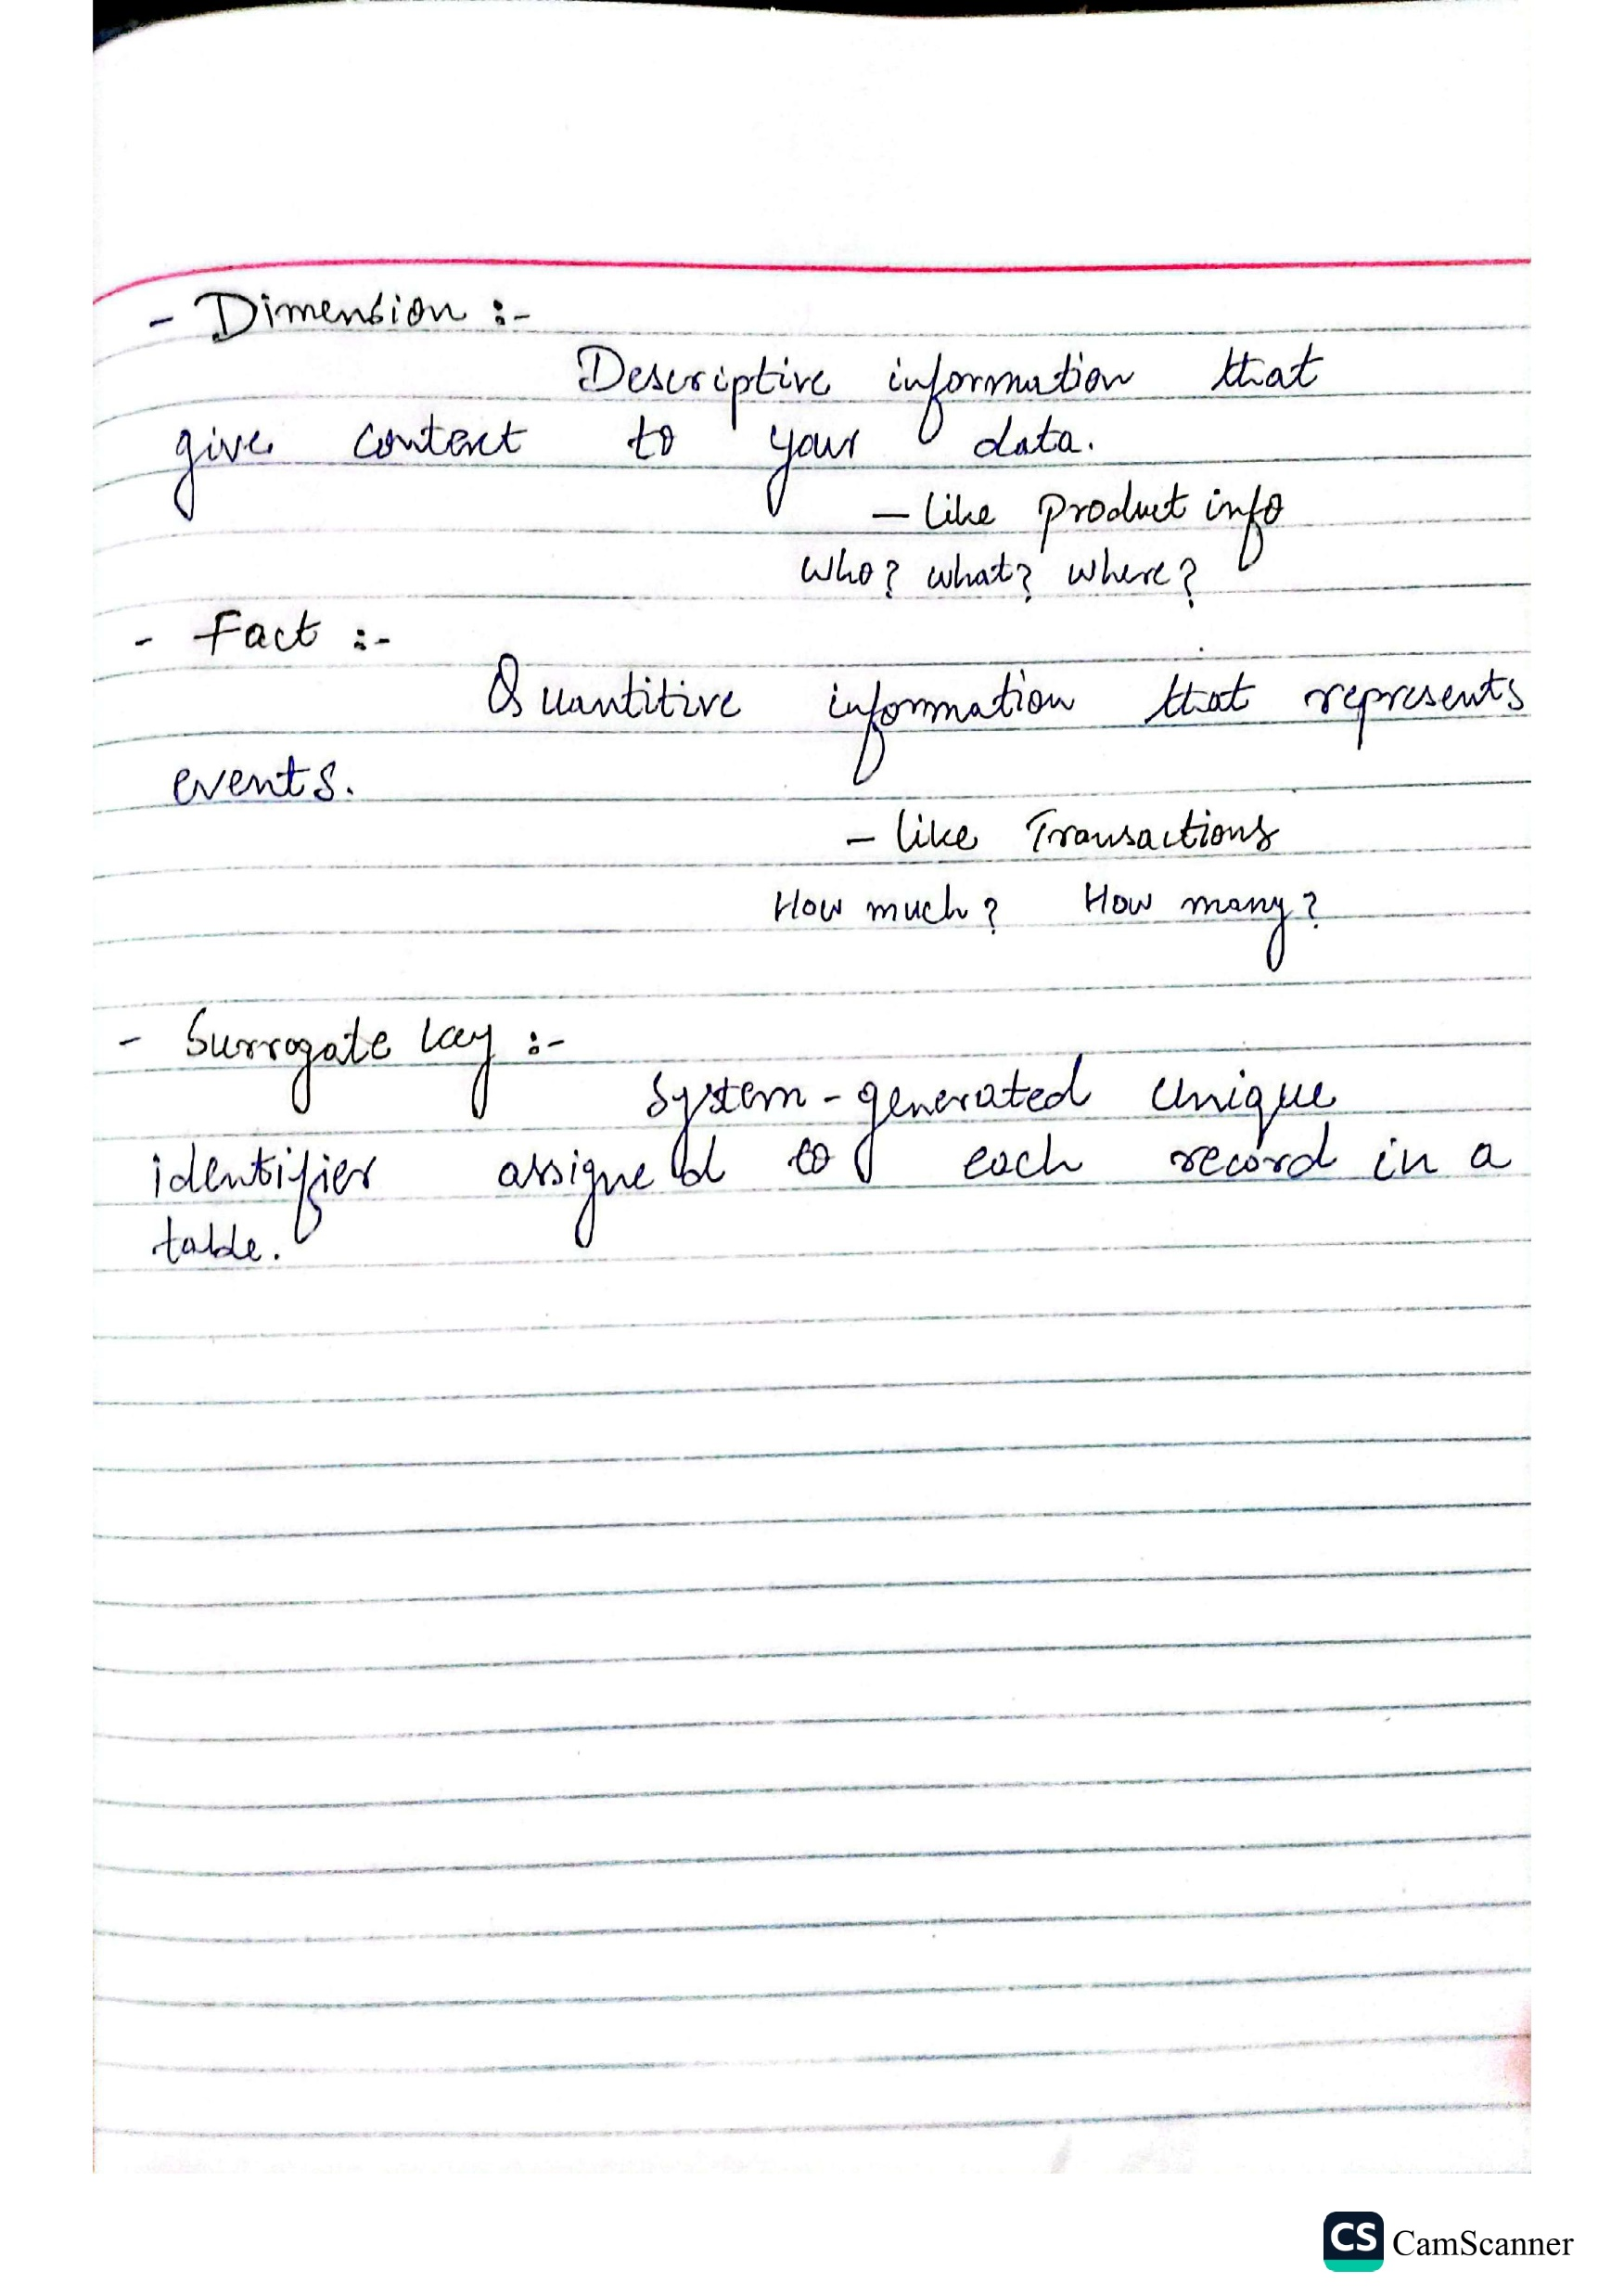 - Dimension :-
Descriptive information that
give context to your data.
- like product info
who? what? where?
- Fact :-
Quantitive information that represents
events.
- like Transactions
How much? How many?
- Surrogate key :-
System-generated unique
identifier assigned to each record in a
table.
CS CamScanner